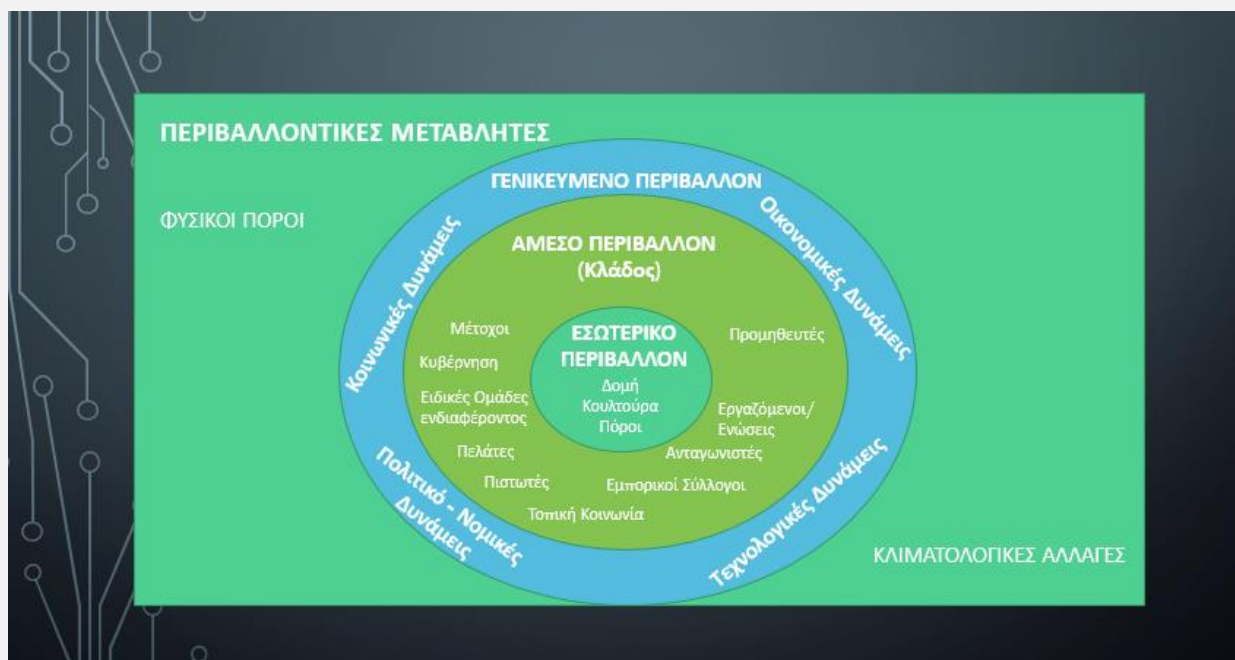 ΠΕΡΙΒΑΛΛΟΝΤΙΚΕΣ ΜΕΤΑΒΛΗΤΕΣ
ΦΥΣΙΚΟΙ ΠΟΡΟΙ
ΓΕΝΙΚΕΥΜΕΝΟ ΠΕΡΙΒΑΛΛΟΝ
Κοινωνικές Δυνάμεις
Οικονομικές Δυνάμεις
ΑΜΕΣΟ ΠΕΡΙΒΑΛΛΟΝ
(Κλάδος)
Μέτοχοι
Κυβέρνηση
Ειδικές Ομάδες
ενδιαφέροντος
Πελάτες
Πιστωτές
Τοπική Κοινωνία
ΕΣΩΤΕΡΙΚΟ
ΠΕΡΙΒΑΛΛΟΝ
Δομή
Κουλτούρα
Πόροι
Προμηθευτές
Εργαζόμενοι/
Ενώσεις
Ανταγωνιστές
Εμπορικοί Σύλλογοι
Πολιτικό - Νομικές
Δυνάμεις
Τεχνολογικές Δυνάμεις
ΚΛΙΜΑΤΟΛΟΓΙΚΕΣ ΑΛΛΑΓΕΣ